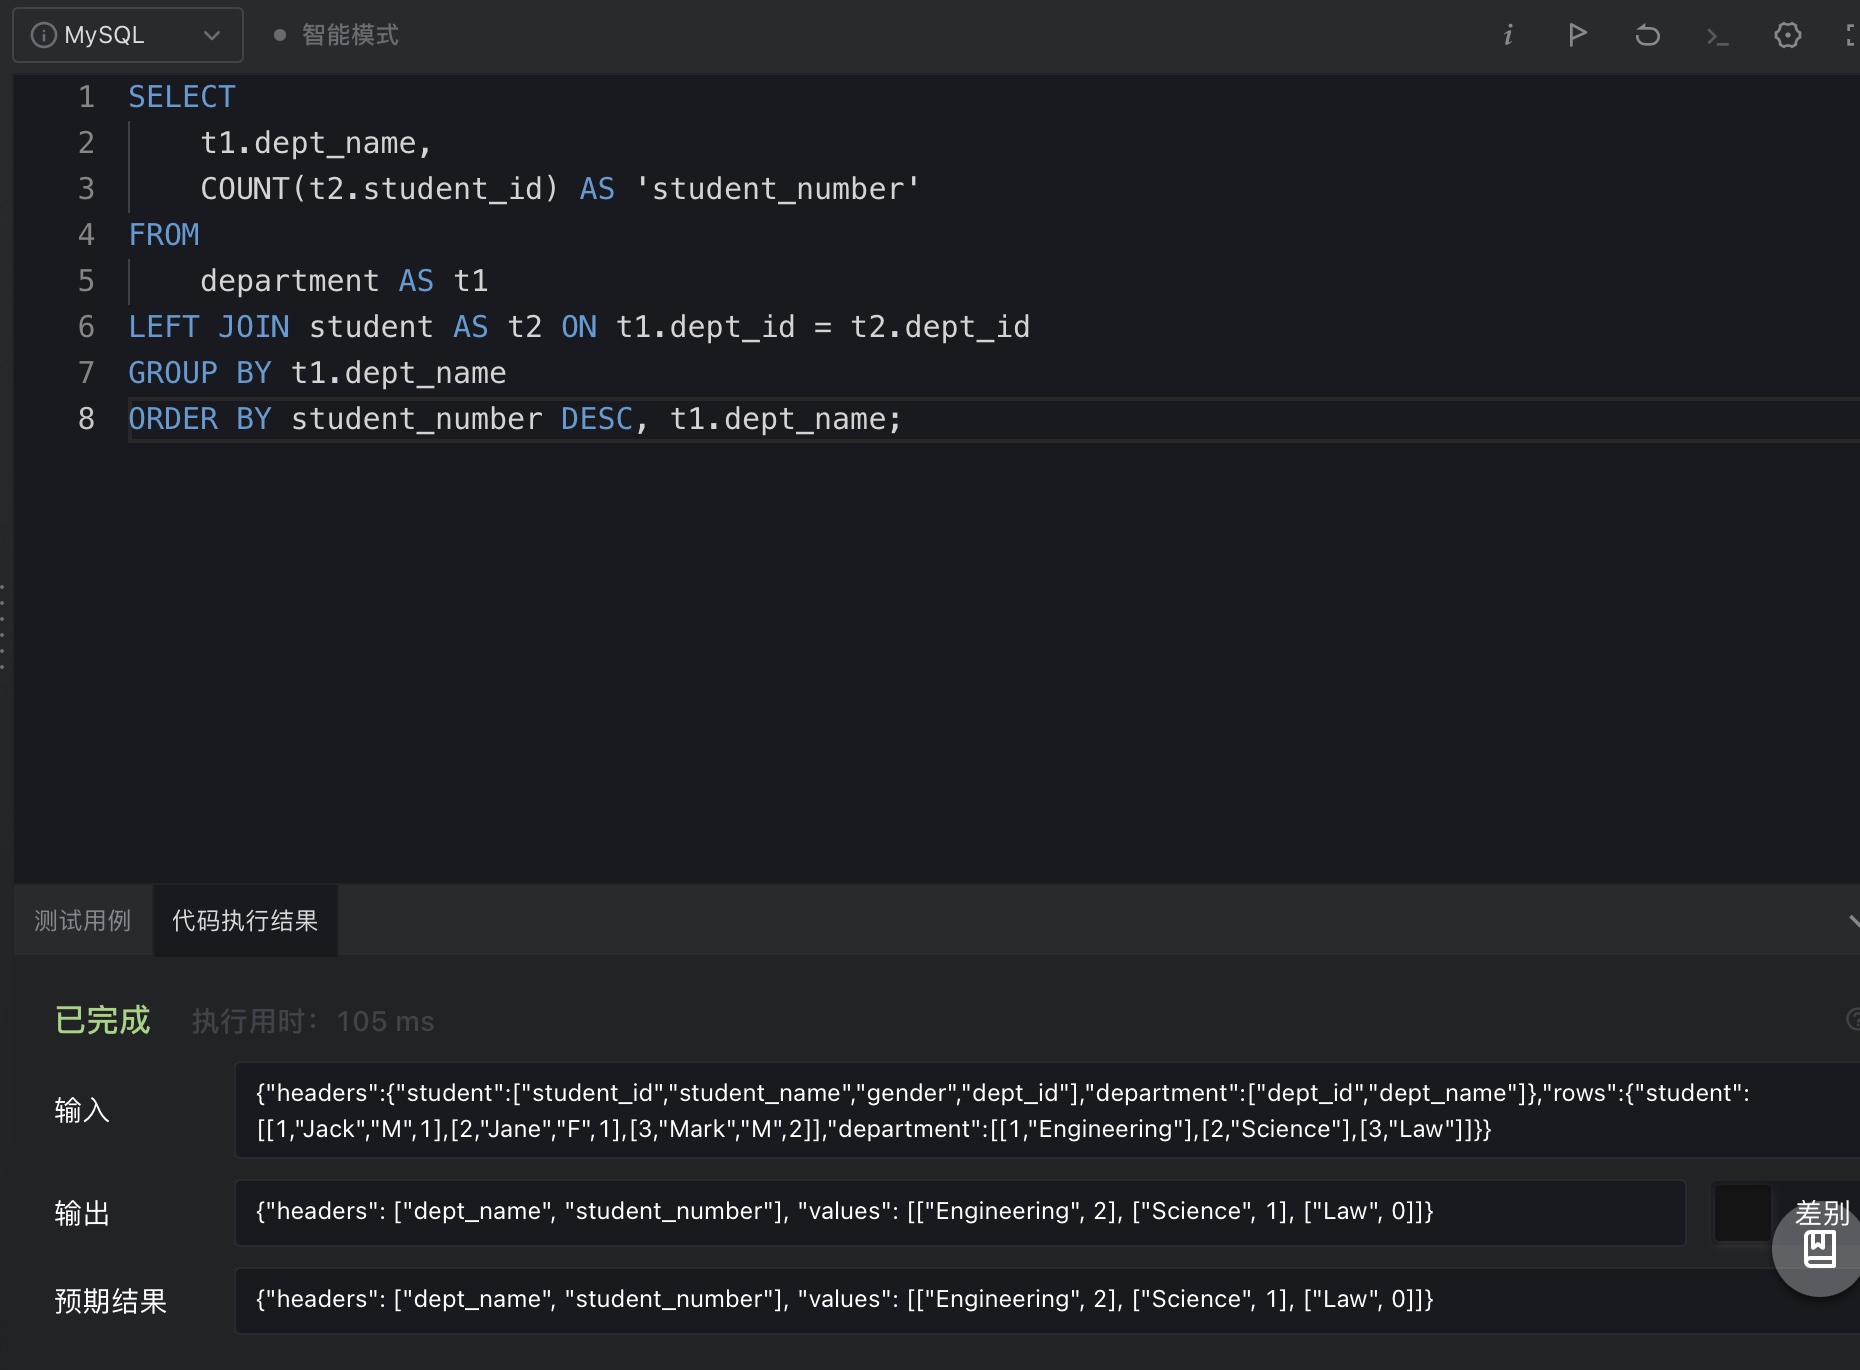 MySQL
智能模式
1 SELECT
2 t1.dept_name,
3 COUNT(t2.student_id) AS 'student_number'
4 FROM
5 department AS t1
6 LEFT JOIN student AS t2 ON t1.dept_id = t2.dept_id
7 GROUP BY t1.dept_name
8 ORDER BY student_number DESC, t1.dept_name;
测试用例 代码执行结果
已完成 执行用时：105 ms
输入
{"headers":{"student":["student_id","student_name","gender","dept_id"],"department":["dept_id","dept_name"]},"rows":{"student":
[[1,"Jack","M",1],[2,"Jane","F",1],[3,"Mark","M",2]],"department":[[1,"Engineering"],[2,"Science"],[3,"Law"]]}}
输出
{"headers": ["dept_name", "student_number"], "values": [["Engineering", 2], ["Science", 1], ["Law", 0]]}
差别
预期结果
{"headers": ["dept_name", "student_number"], "values": [["Engineering", 2], ["Science", 1], ["Law", 0]]}